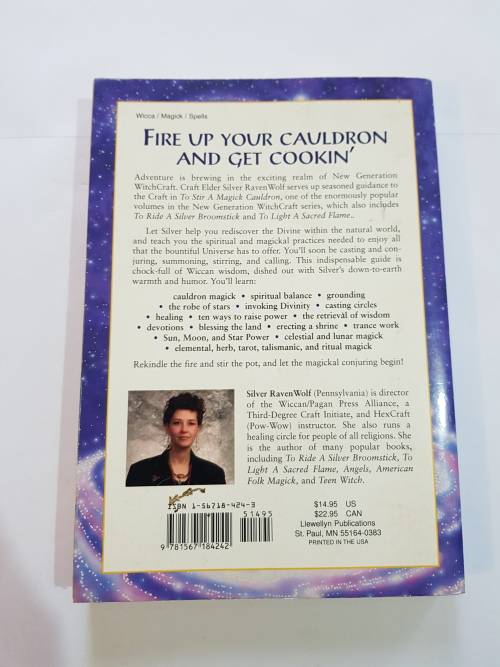 Wicca / Magick / Spells
FIRE UP YOUR CAULDRON
AND GET COOKIN'
Adventure is brewing in the exciting realm of New Generation
WitchCraft. Craft Elder Silver RavenWolf serves up seasoned guidance to
the Craft in To Stir A Magick Cauldron, one of the enormously popular
volumes in the New Generation WitchCraft series, which also includes
To Ride A Silver Broomstick and To Light A Sacred Flame..
Let Silver help you rediscover the Divine within the natural world,
and teach you the spiritual and magickal practices needed to enjoy all
that the bountiful Universe has to offer. You'll soon be casting and con-
juring, summoning, stirring, and calling. This indispensable guide is
chock-full of Wiccan wisdom, dished out with Silver's down-to-earth
warmth and humor. You'll learn:
cauldron magick • spiritual balance • grounding
• the robe of stars • invoking Divinity • casting circles
• healing • ten ways to raise power • the retrieval of wisdom
• devotions • blessing the land • erecting a shrine • trance work
• Sun, Moon, and Star Power • celestial and lunar magick
• elemental, herb, tarot, talismanic, and ritual magick
Rekindle the fire and stir the pot, and let the magickal conjuring begin!
Silver RavenWolf (Pennsylvania) is director
of the Wiccan/Pagan Press Alliance, a
Third-Degree Craft Initiate, and HexCraft
(Pow-Wow) instructor. She also runs a
healing circle for people of all religions. She
is the author of many popular books,
including To Ride A Silver Broomstick, To
Light A Sacred Flame, Angels, American
Folk Magick, and Teen Witch.
ISBN 1-56718-424-3
51495
9 781567 184242
$14.95 US
$22.95 CAN
Llewellyn Publications
St. Paul, MN 55164-0383
PRINTED IN THE USA